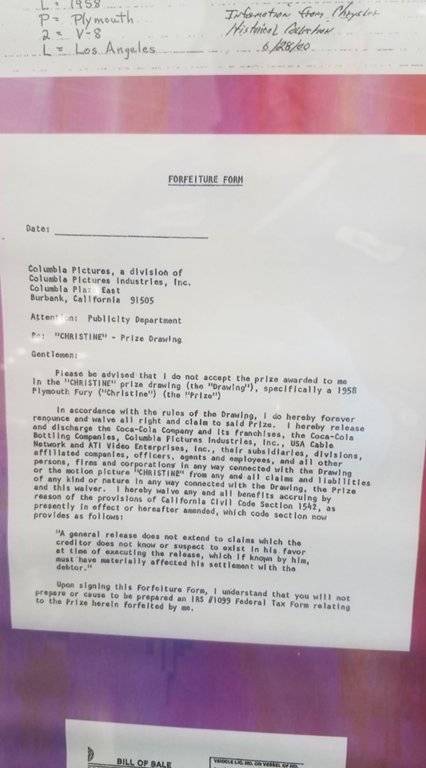 L = 1958
P = Plymouth
2 = V-8
L = Los Angeles
Information from Chrysler
Historical Collection
6/28/00
FORFEITURE FORM
Date:
Columbia Pictures, a division of
Columbia Pictures Industries, Inc.
Columbia Plaza East
Burbank, California 91505
Attention: Publicity Department
Re: "CHRISTINE" - Prize Drawing
Gentlemen:
Please be advised that I do not accept the prize awarded to me
in the "CHRISTINE" prize drawing (the "Drawing"), specifically a 1958
Plymouth Fury ("Christine") (the "Prize")
In accordance with the rules of the Drawing, I do hereby forever
renounce and waive all right and claim to said Prize. I hereby release
and discharge the Coca-Cola Company and its franchises, the Coca-Cola
Bottling Companies, Columbia Pictures Industries, Inc., USA Cable
Network and ATI Video Enterprises, Inc., their subsidiaries, divisions,
affiliated companies, officers, agents and employees, and all other
persons, firms and corporations in any way connected with the Drawing
or the motion picture "CHRISTINE" from any and all claims and liabilities
of any kind or nature in any way connected with the Drawing, the Prize
and this waiver. I hereby waive any and all benefits accruing by
reason of the provisions of California Civil Code Section 1542, as
presently in effect or hereafter amended, which code section now
provides as follows:
"A general release does not extend to claims which the
creditor does not know or suspect to exist in his favor
at time of executing the release, which if known by him,
must have materially affected his settlement with the
debtor."
Upon signing this Forfeiture Form, I understand that you will not
prepare or cause to be prepared an IRS #1099 Federal Tax Form relating
to the Prize herein forfeited by me.
BILL OF SALE
VEHICLE LIC. NO. OR VESSEL CF NO.